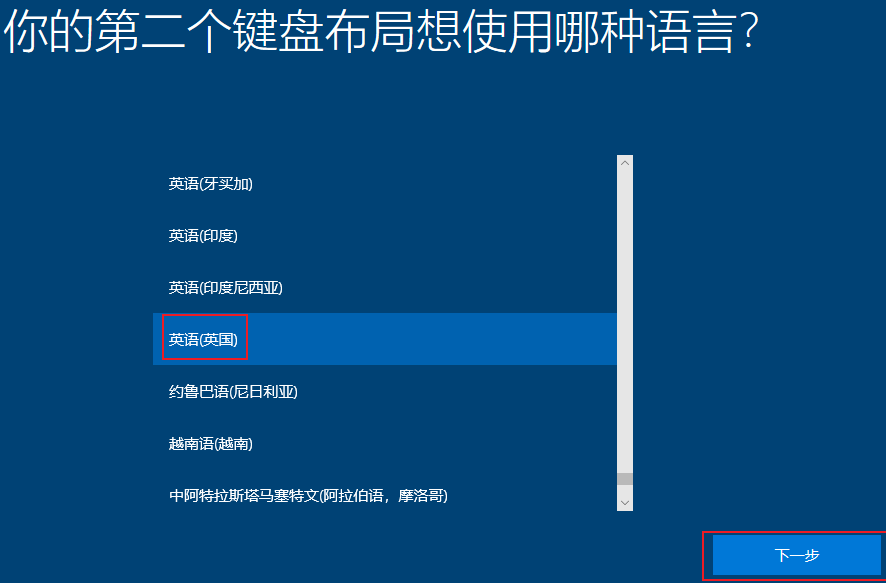 你的第二个键盘布局想使用哪种语言?
英语(牙买加)
英语(印度)
英语(印度尼西亚)
英语(英国)
约鲁巴语(尼日利亚)
越南语(越南)
中阿特拉斯塔马塞特文(阿拉伯语，摩洛哥)
下一步